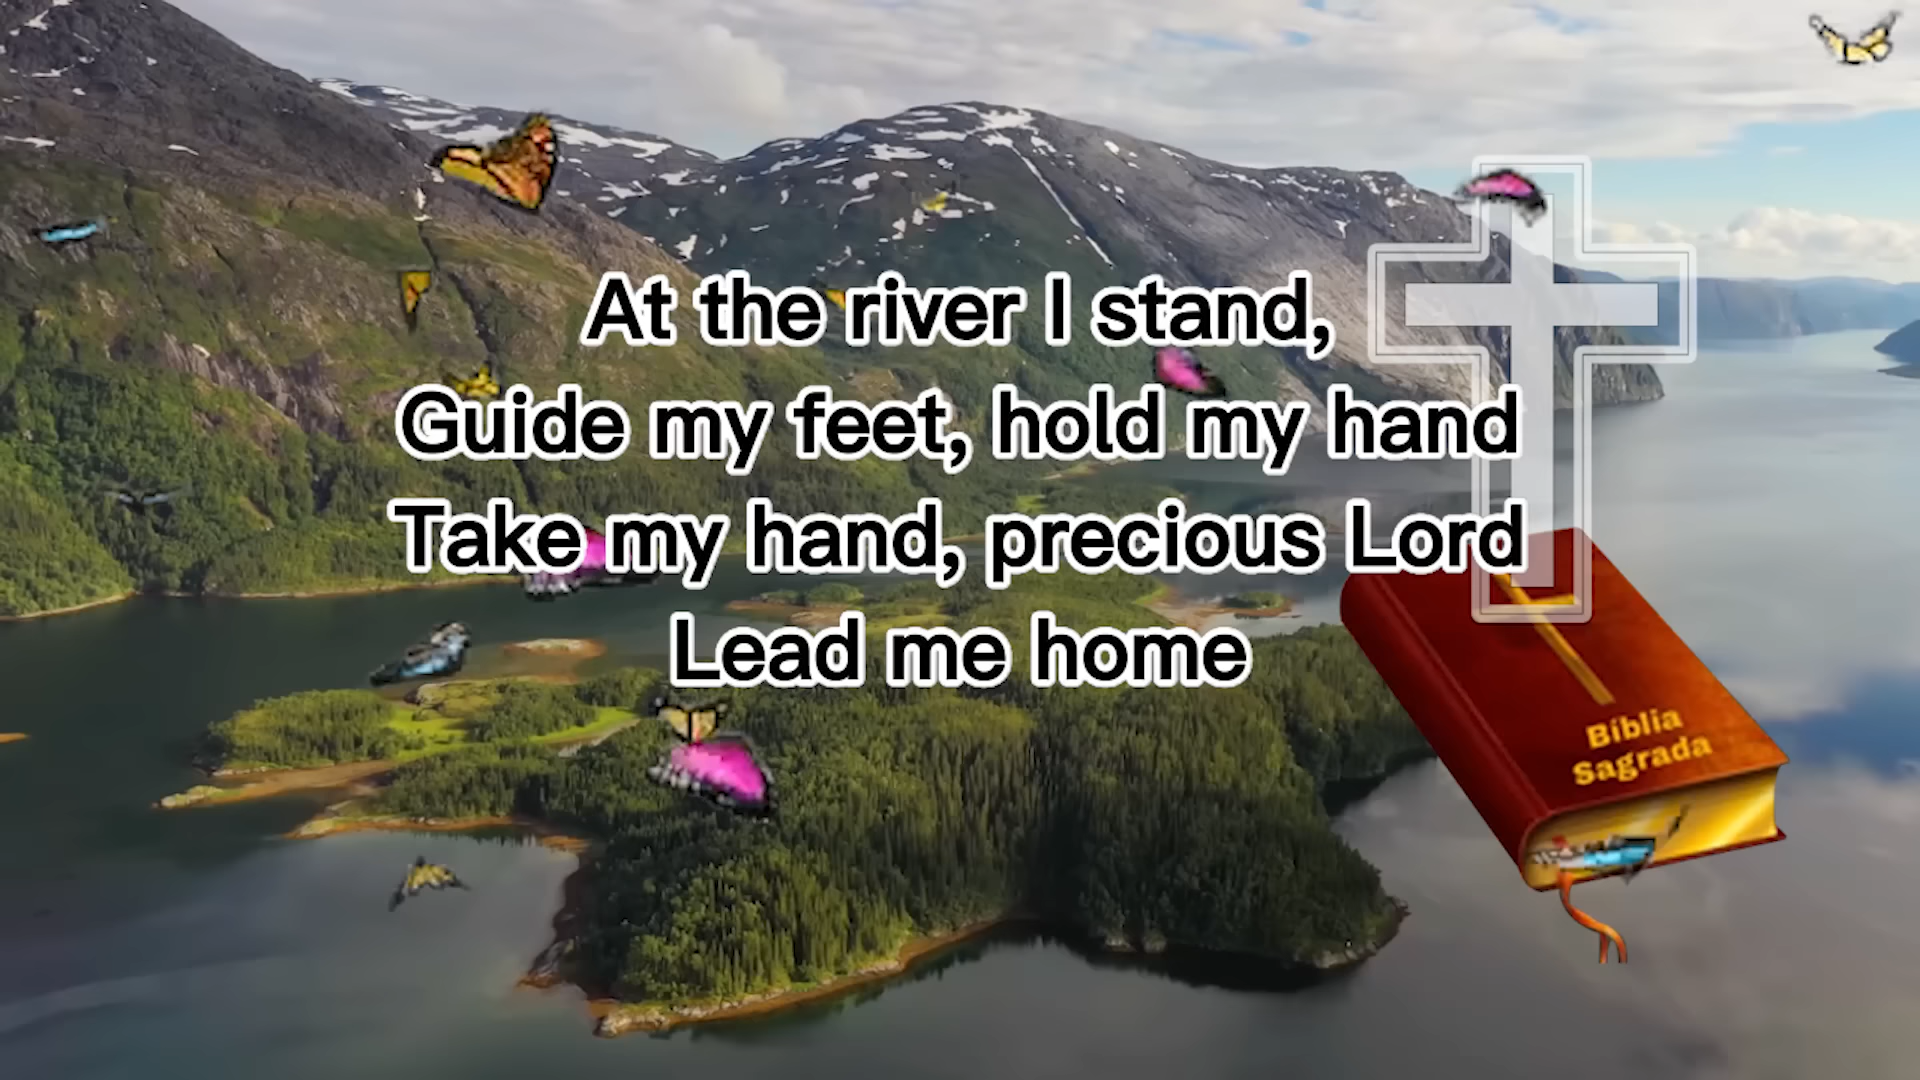 At the river I stand,
Guide my feet, hold my hand
Take my hand, precious Lord
Lead me home
Bíblia
Sagrada